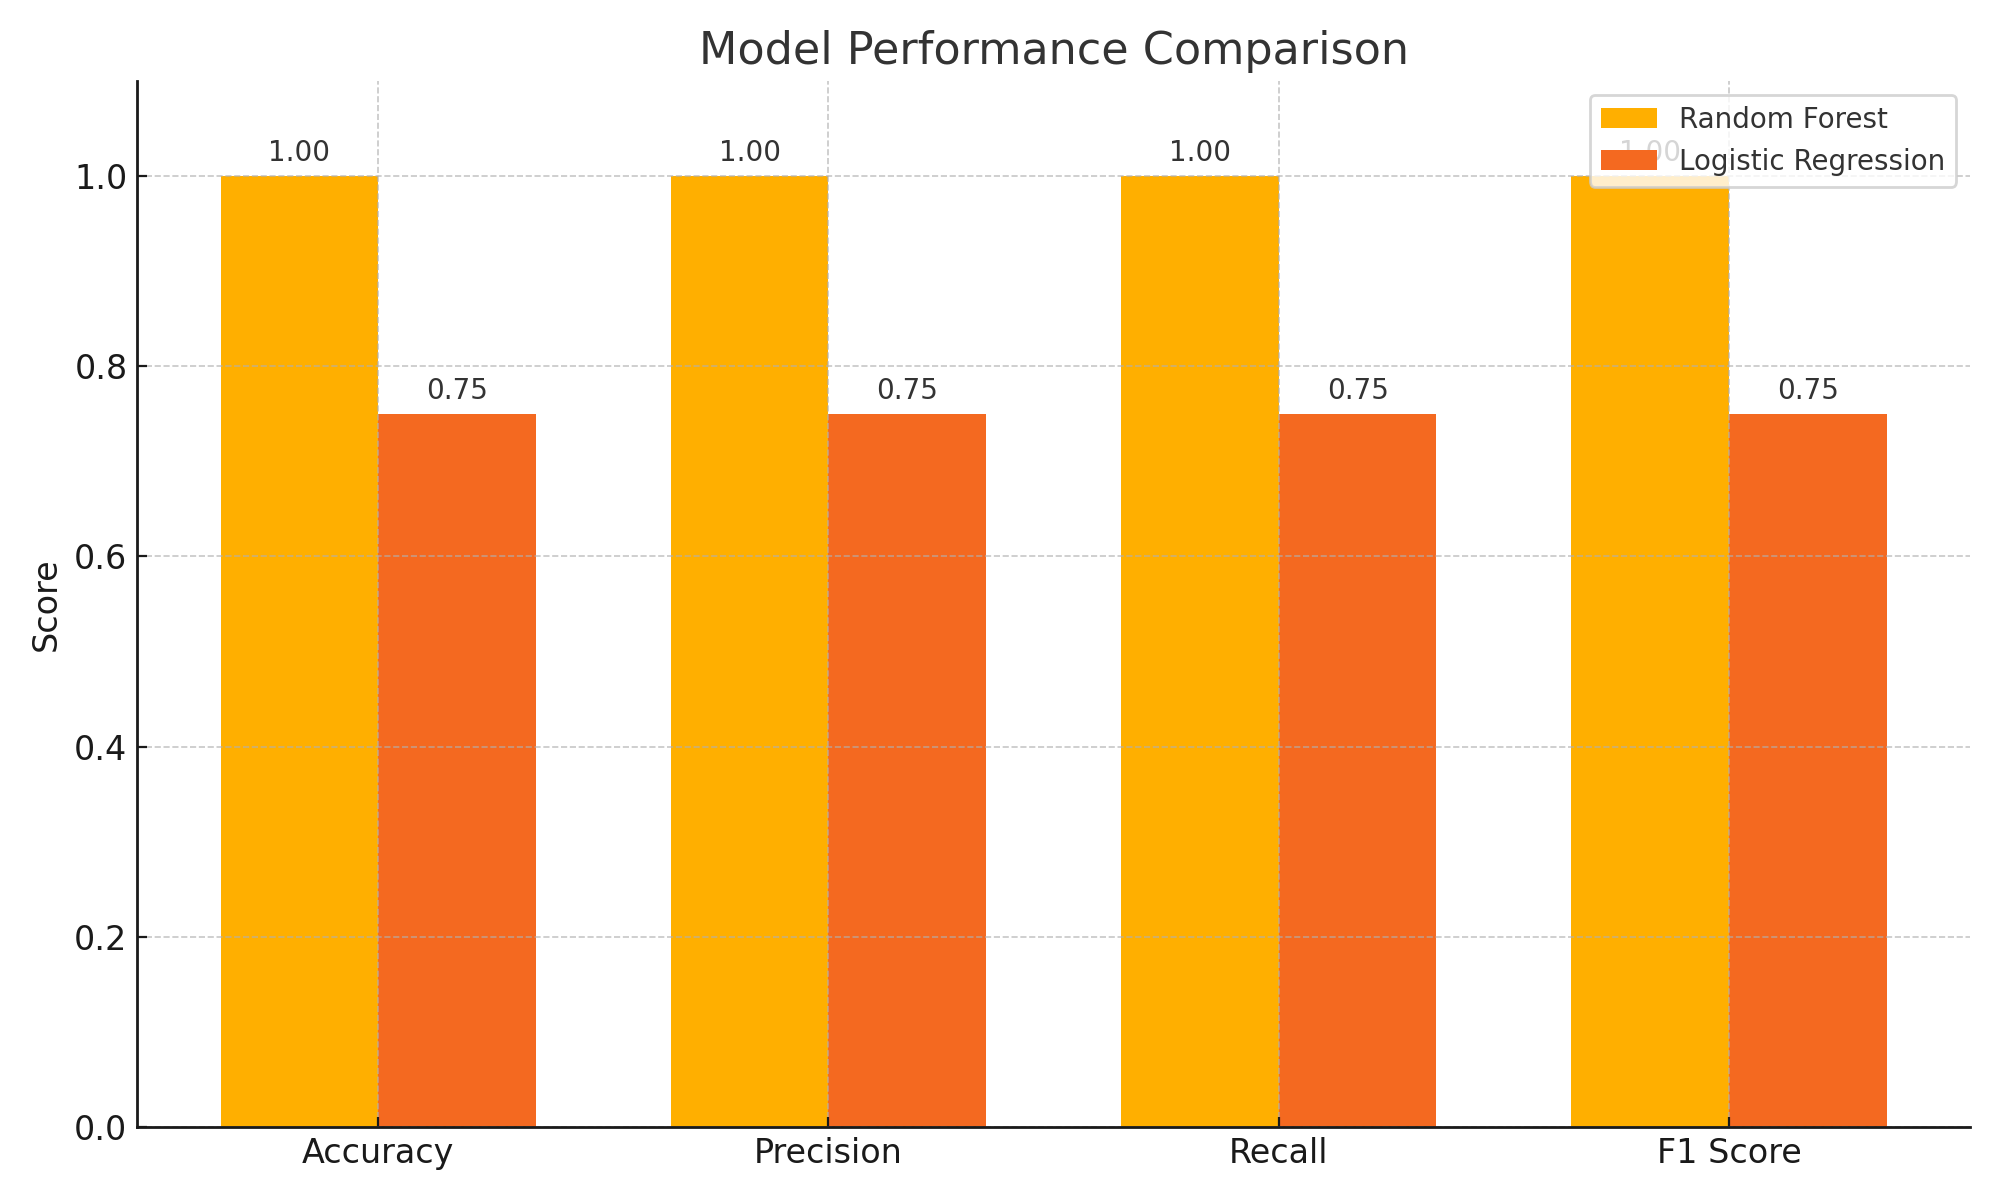 Model Performance Comparison
Random Forest
Logistic Regression
1.00
1.00
1.00
1.00
0.75
0.75
0.75
0.75
1.0
0.8
0.6
0.4
0.2
0.0
Score
Accuracy
Precision
Recall
F1 Score